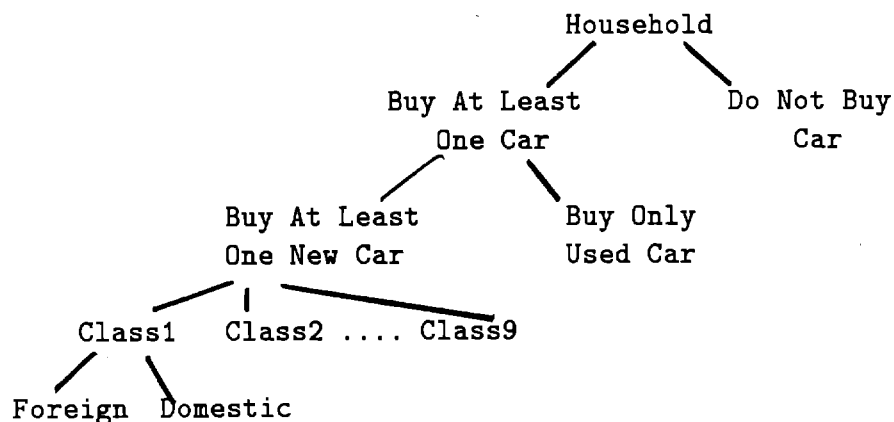 Household
Buy At Least Do Not Buy
One Car Car
Buy At Least Buy Only
One New Car Used Car
Class1 Class2 .... Class9
Foreign Domestic